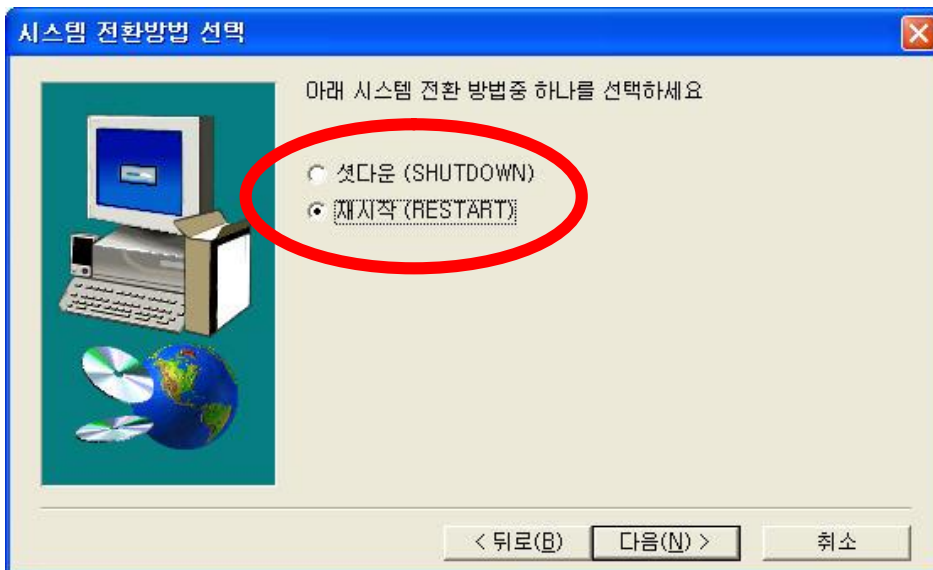 시스템 전환방법 선택
아래 시스템 전환 방법중 하나를 선택하세요
셧다운 (SHUTDOWN)
재시작 (RESTART)
< 뒤로(B) 다음(N) > 취소